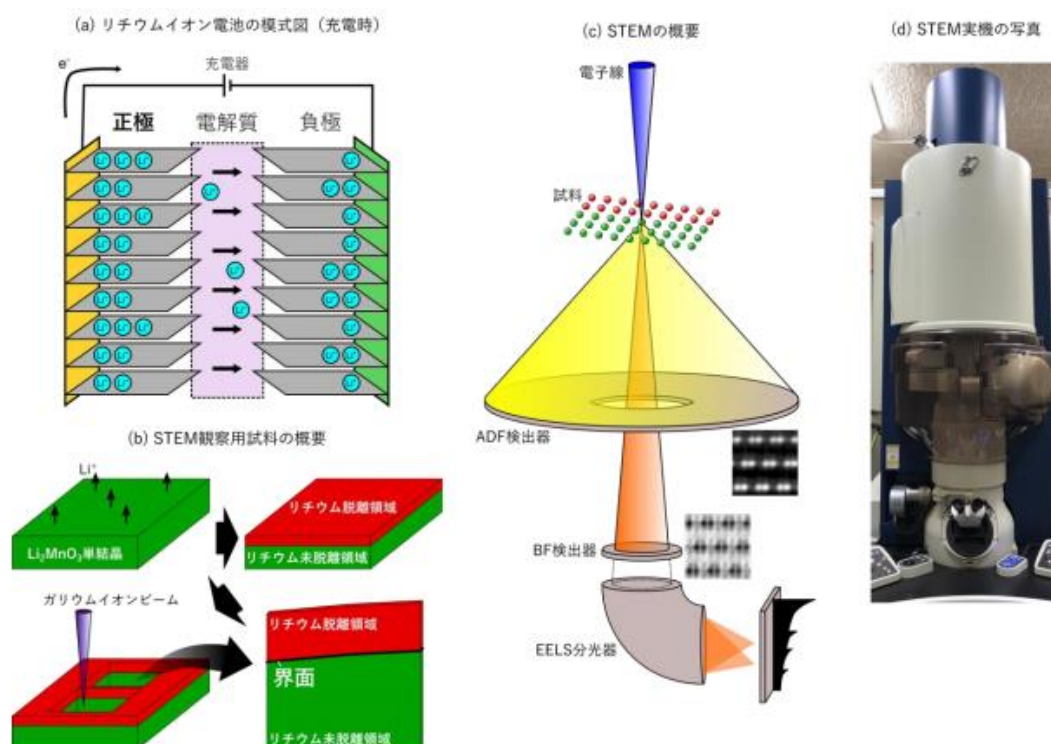 (a) リチウムイオン電池の模式図（充電時）
e⁻
充電器
正極
電解質
負極
(b) STEM観察用試料の概要
Li⁺
Li₂MnO₃単結晶
リチウム脱離領域
リチウム未脱離領域
ガリウムイオンビーム
リチウム脱離領域
界面
リチウム未脱離領域
(c) STEMの概要
電子線
試料
ADF検出器
BF検出器
EELS分光器
(d) STEM実機の写真